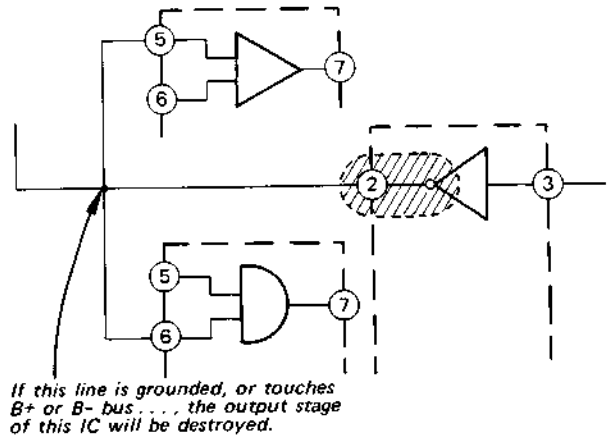 5
7
6
2
3
5
7
6
If this line is grounded, or touches
B+ or B- bus . . . . , the output stage
of this IC will be destroyed.